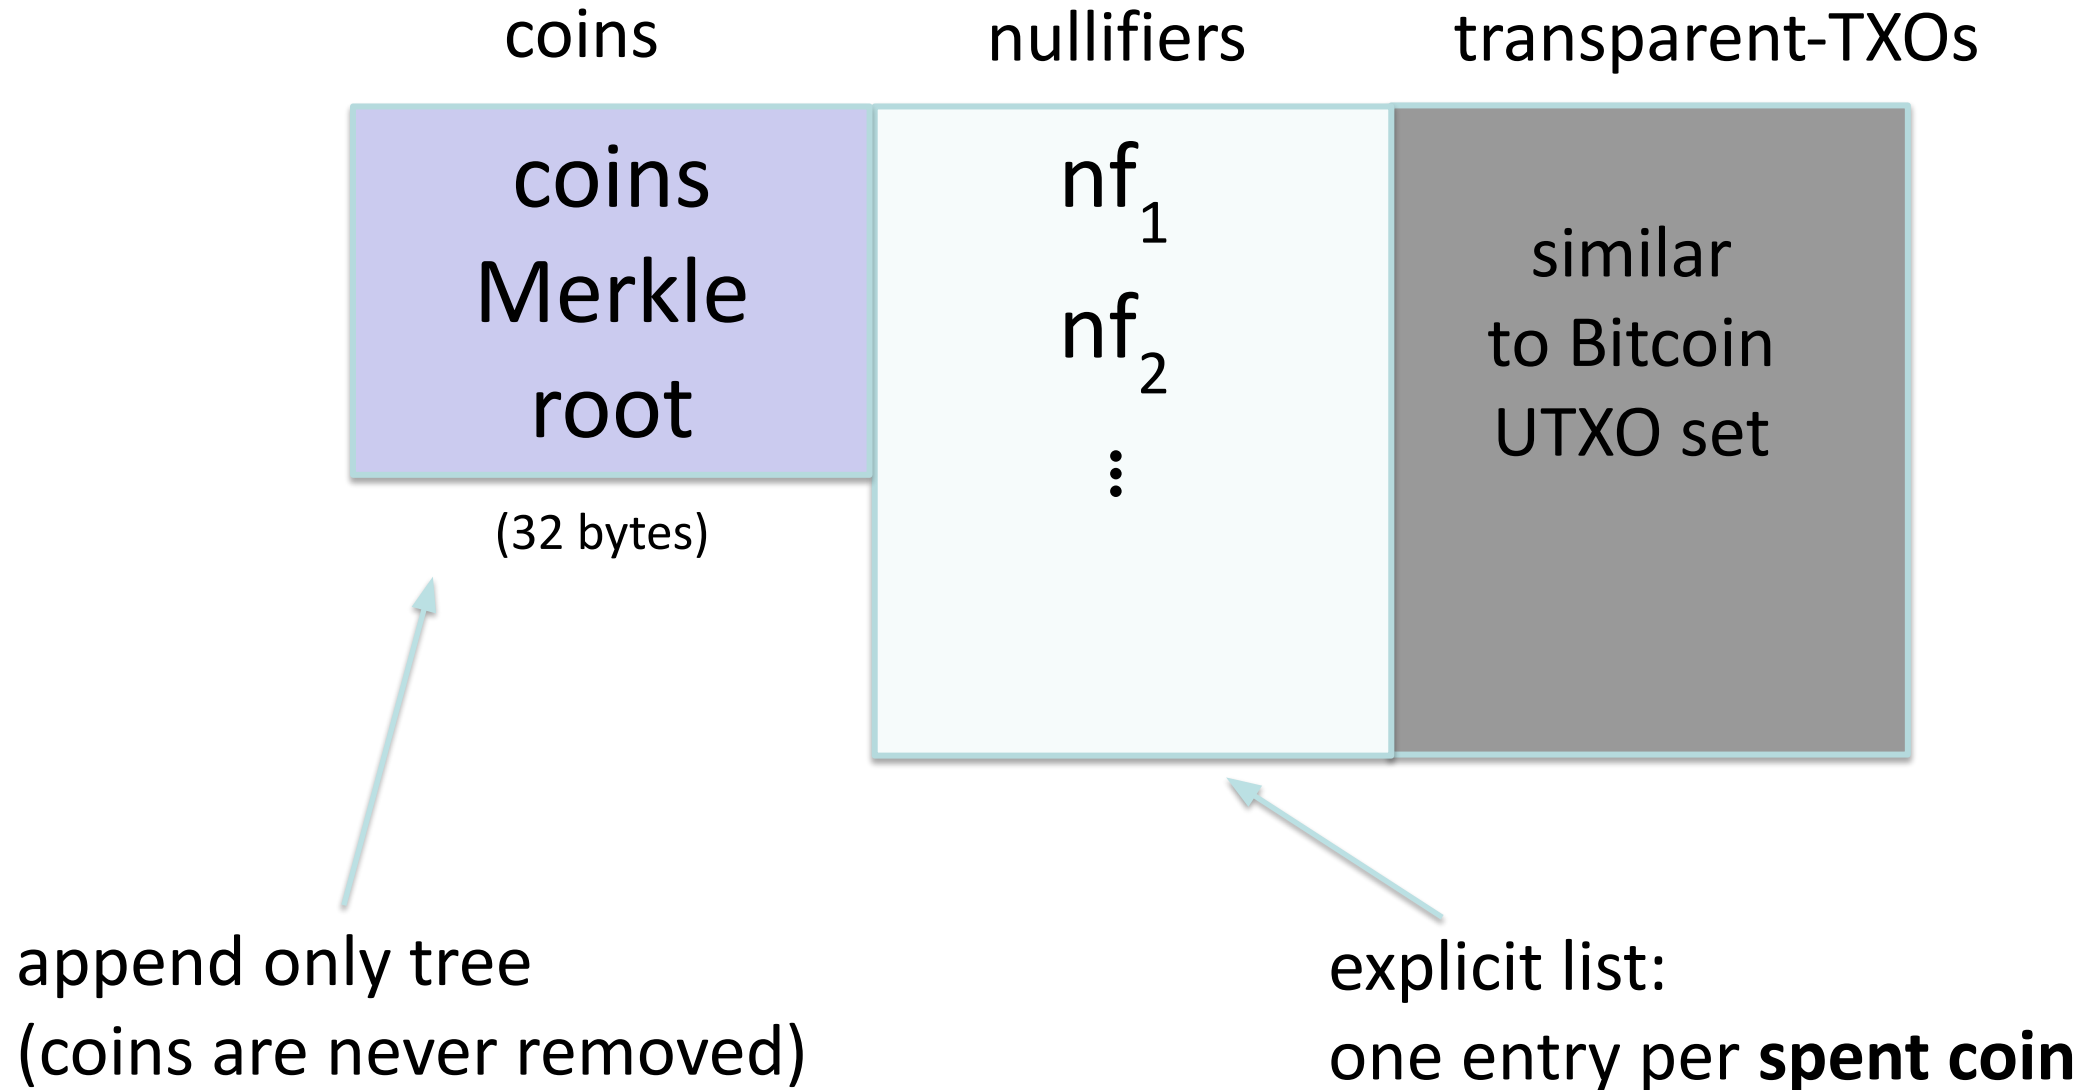 coins
nullifiers
transparent-TXOs
coins
Merkle
root
(32 bytes)
nf1
nf2
⋮
similar
to Bitcoin
UTXO set
append only tree
(coins are never removed)
explicit list:
one entry per spent coin